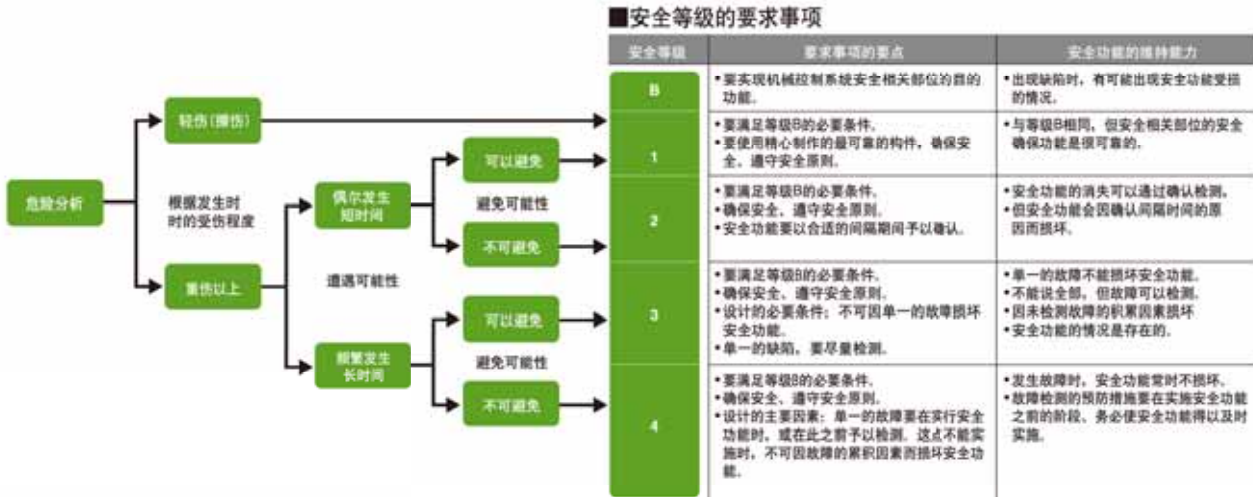 ■安全等级的要求事项
安全等级
要求事项的要点
安全功能的维持能力
危险分析
根据发生时
时的受伤程度
轻伤(擦伤)
重伤以上
遭遇可能性
偶尔发生
短时间
频繁发生
长时间
可以避免
避免可能性
不可避免
可以避免
避免可能性
不可避免
B
•要实现机械控制系统安全相关部位的目的
功能。
•出现缺陷时，有可能出现安全功能受损
的情况。
1
•要满足等级B的必要条件。
•要使用精心制作的最可靠的构件，确保安
全、遵守安全原则。
•与等级B相同，但安全相关部位的安全
确保功能是很可靠的。
2
•要满足等级B的必要条件。
•确保安全、遵守安全原则。
•安全功能要以合适的间隔期间予以确认。
•安全功能的消失可以通过确认检测。
•但安全功能会因确认间隔时间的原
因而损坏。
3
•要满足等级B的必要条件。
•确保安全、遵守安全原则。
•设计的必要条件：不可因单一的故障损坏
安全功能。
•单一的缺陷，要尽量检测。
•单一的故障不能损坏安全功能。
•不能说全部，但故障可以检测。
•因未检测故障的积累因素损坏
•安全功能的情况是存在的。
4
•要满足等级B的必要条件。
•确保安全、遵守安全原则。
•设计的主要因素：单一的故障要在实行安全
功能时，或在此之前予以检测．这点不能实
施时，不可因故障的累积因素而损坏安全功
能。
•发生故障时，安全功能常时不损坏。
•故障检测的预防措施要在实施安全功能
之前的阶段、务必使安全功能得以及时
实施。